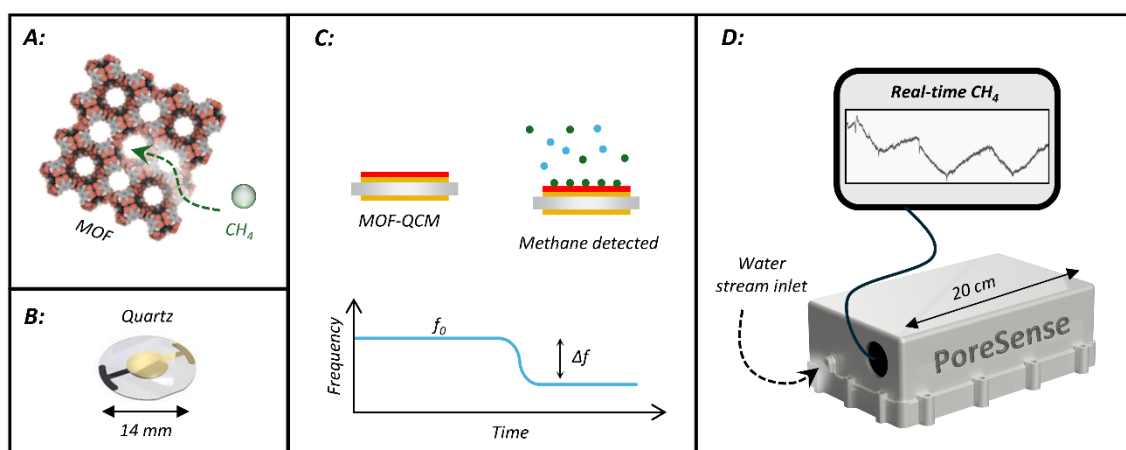 A:
MOF
CH₄
B:
Quartz
14 mm
C:
MOF-QCM
Methane detected
Frequency
f₀
Δf
Time
D:
Real-time CH₄
Water
stream inlet
20 cm
PoreSense